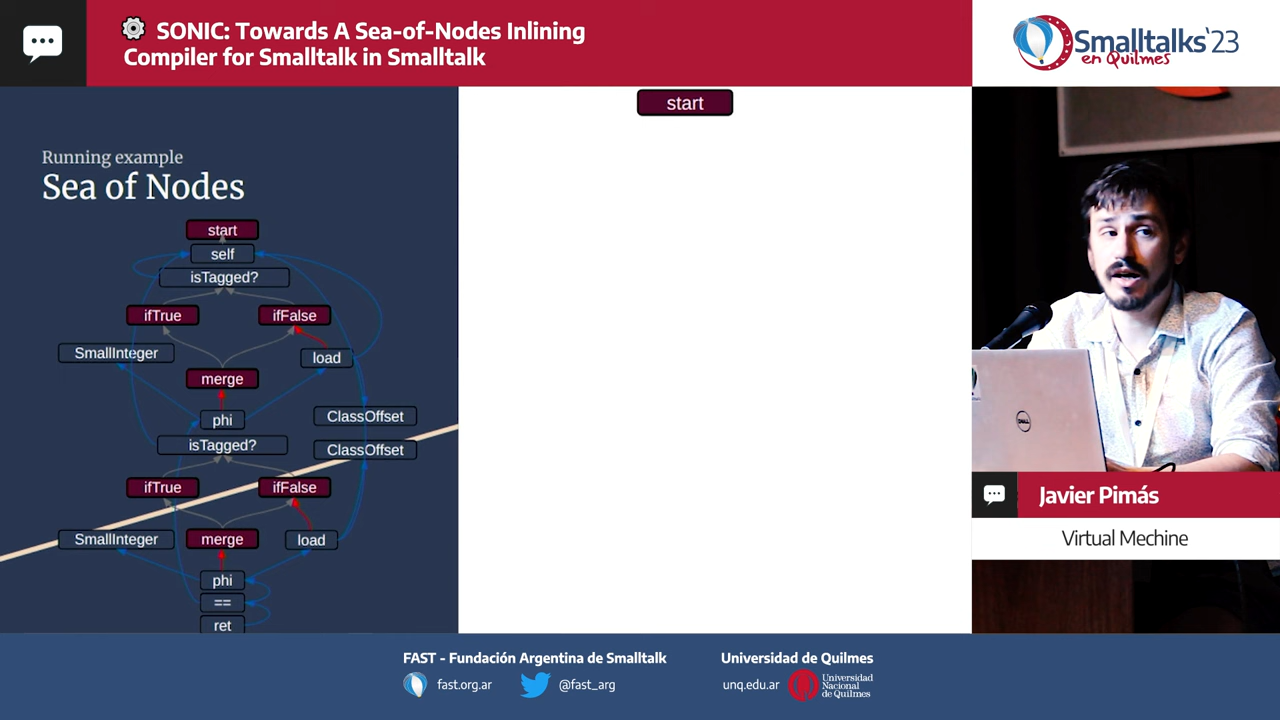 SONIC: Towards A Sea-of-Nodes Inlining
Compiler for Smalltalk in Smalltalk
Smalltalks'23
en Quilmes
Running example
Sea of Nodes
start
self
isTagged?
ifTrue
ifFalse
SmallInteger
load
merge
phi
ClassOffset
isTagged?
ClassOffset
ifTrue
ifFalse
SmallInteger
merge
load
phi
==
ret
start
DELL
Javier Pimás
Virtual Mechine
FAST - Fundación Argentina de Smalltalk
fast.org.ar
@fast_arg
Universidad de Quilmes
unq.edu.ar
Universidad
Nacional
de Quilmes